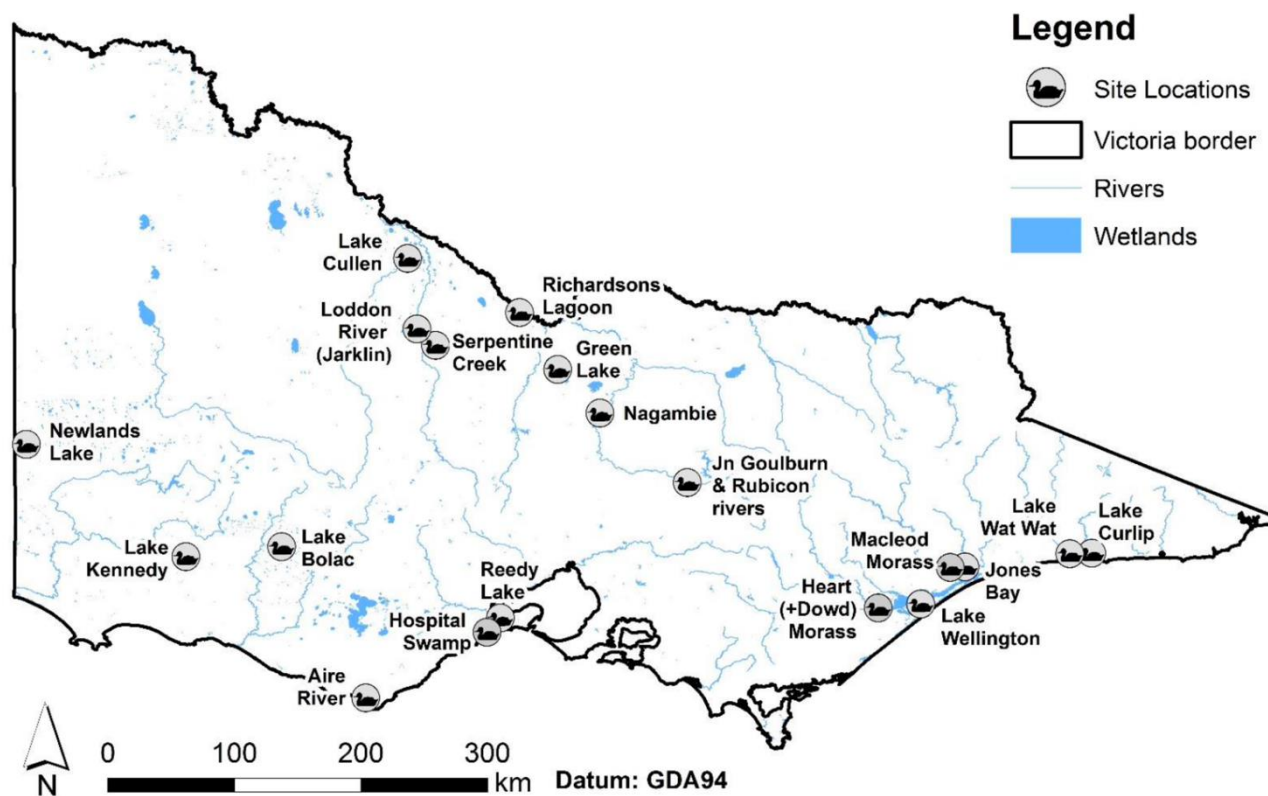 Legend
Site Locations
Victoria border
Rivers
Wetlands
Lake
Cullen
Richardsons
Lagoon
Loddon
River
(Jarklin)
Serpentine
Creek
Green
Lake
Nagambie
Newlands
Lake
Jn Goulburn
& Rubicon
rivers
Lake
Wat Wat
Lake
Curlip
Lake
Kennedy
Lake
Bolac
Macleod
Morass
Jones
Bay
Reedy
Lake
Heart
(+Dowd)
Morass
Hospital
Swamp
Lake
Wellington
Aire
River
N
0 100 200 300
km
Datum: GDA94